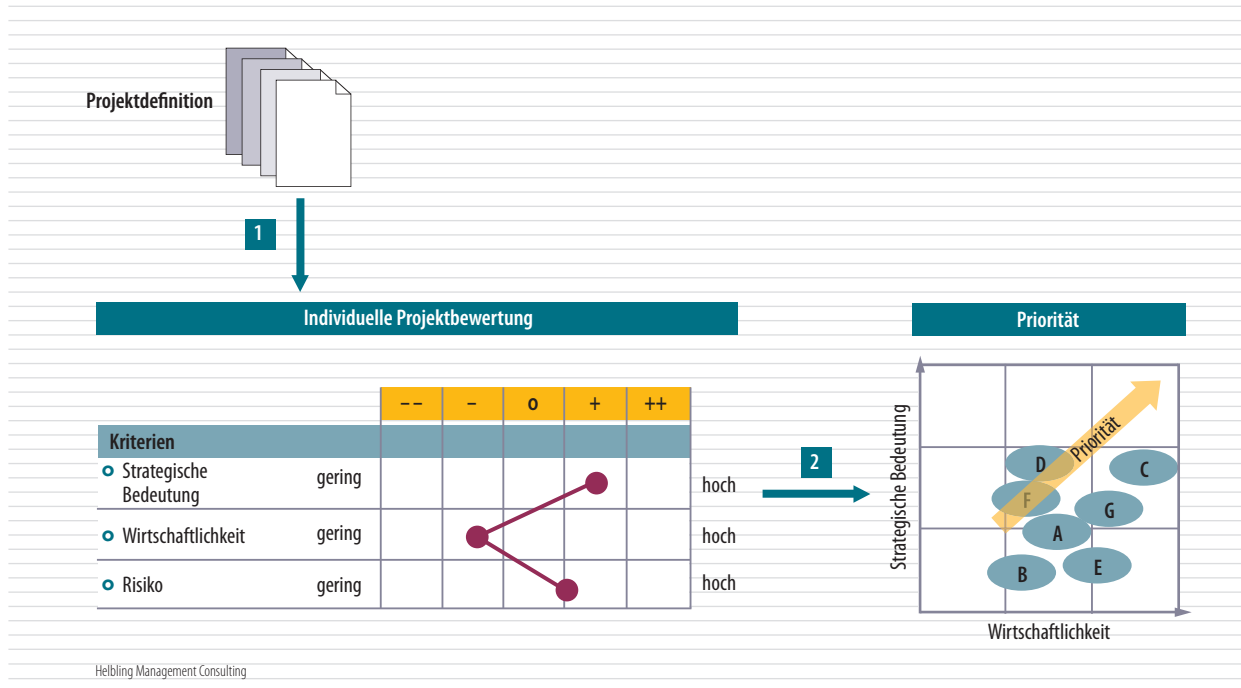 Projektdefinition
1
Individuelle Projektbewertung
Priorität
– – – o + ++
Kriterien
Strategische
Bedeutung
gering
hoch
Wirtschaftlichkeit
gering
hoch
Risiko
gering
hoch
2
Strategische Bedeutung
Priorität
D
C
F
G
A
B
E
Wirtschaftlichkeit
Helbling Management Consulting